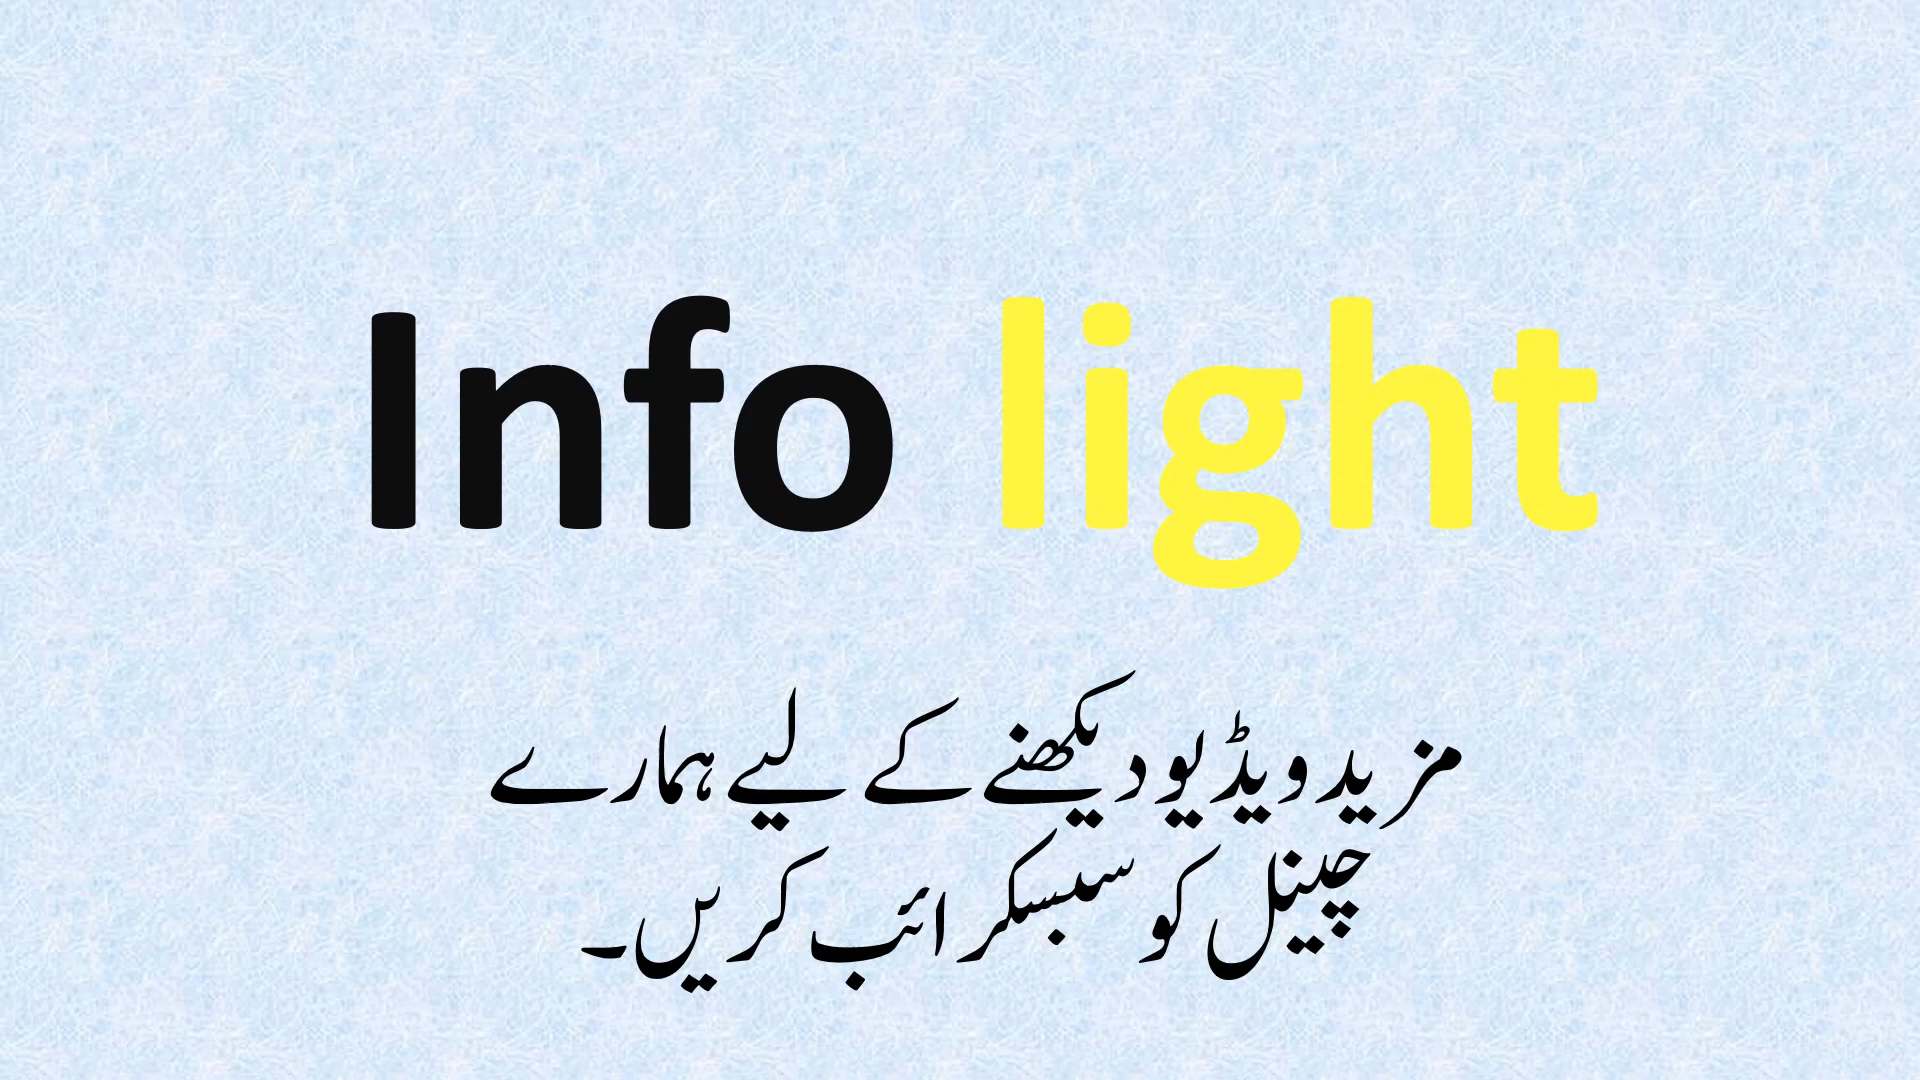 Info light
مزید ویڈیو دیکھنے کے لیے ہمارے
چینل کو سبسکرائب کریں۔